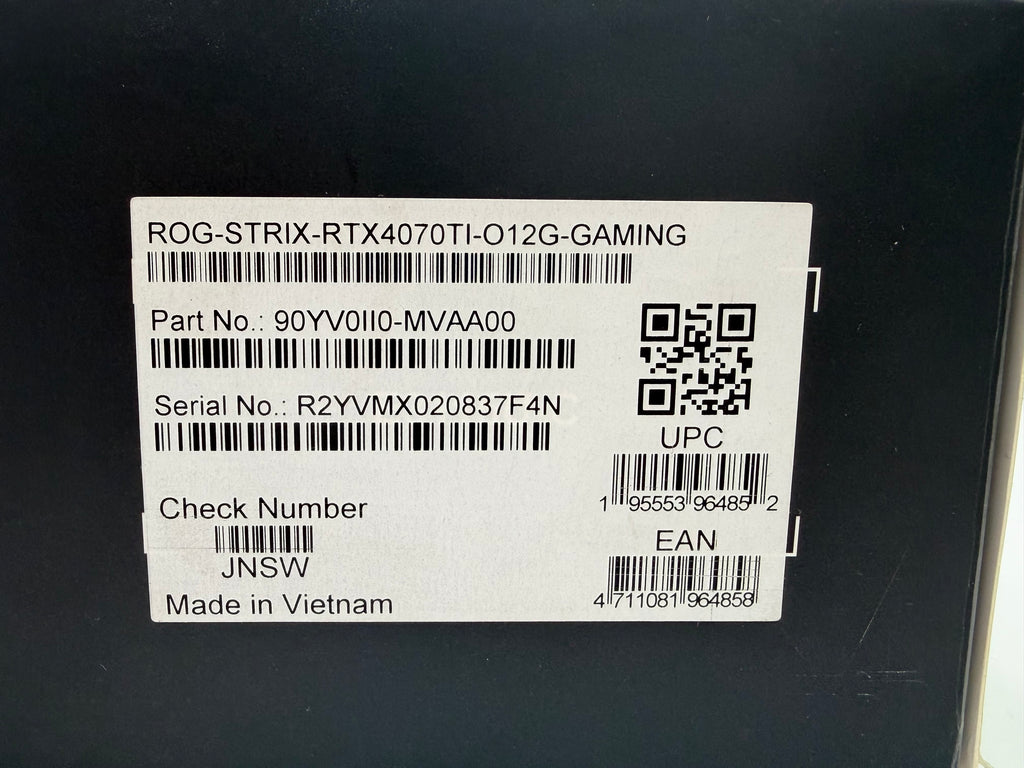 ROG-STRIX-RTX4070TI-O12G-GAMING
Part No.: 90YV0II0-MVAA00
Serial No.: R2YVMX020837F4N
UPC
1 95553 96485 2
Check Number
JNSW
EAN
4 711081 964858
Made in Vietnam